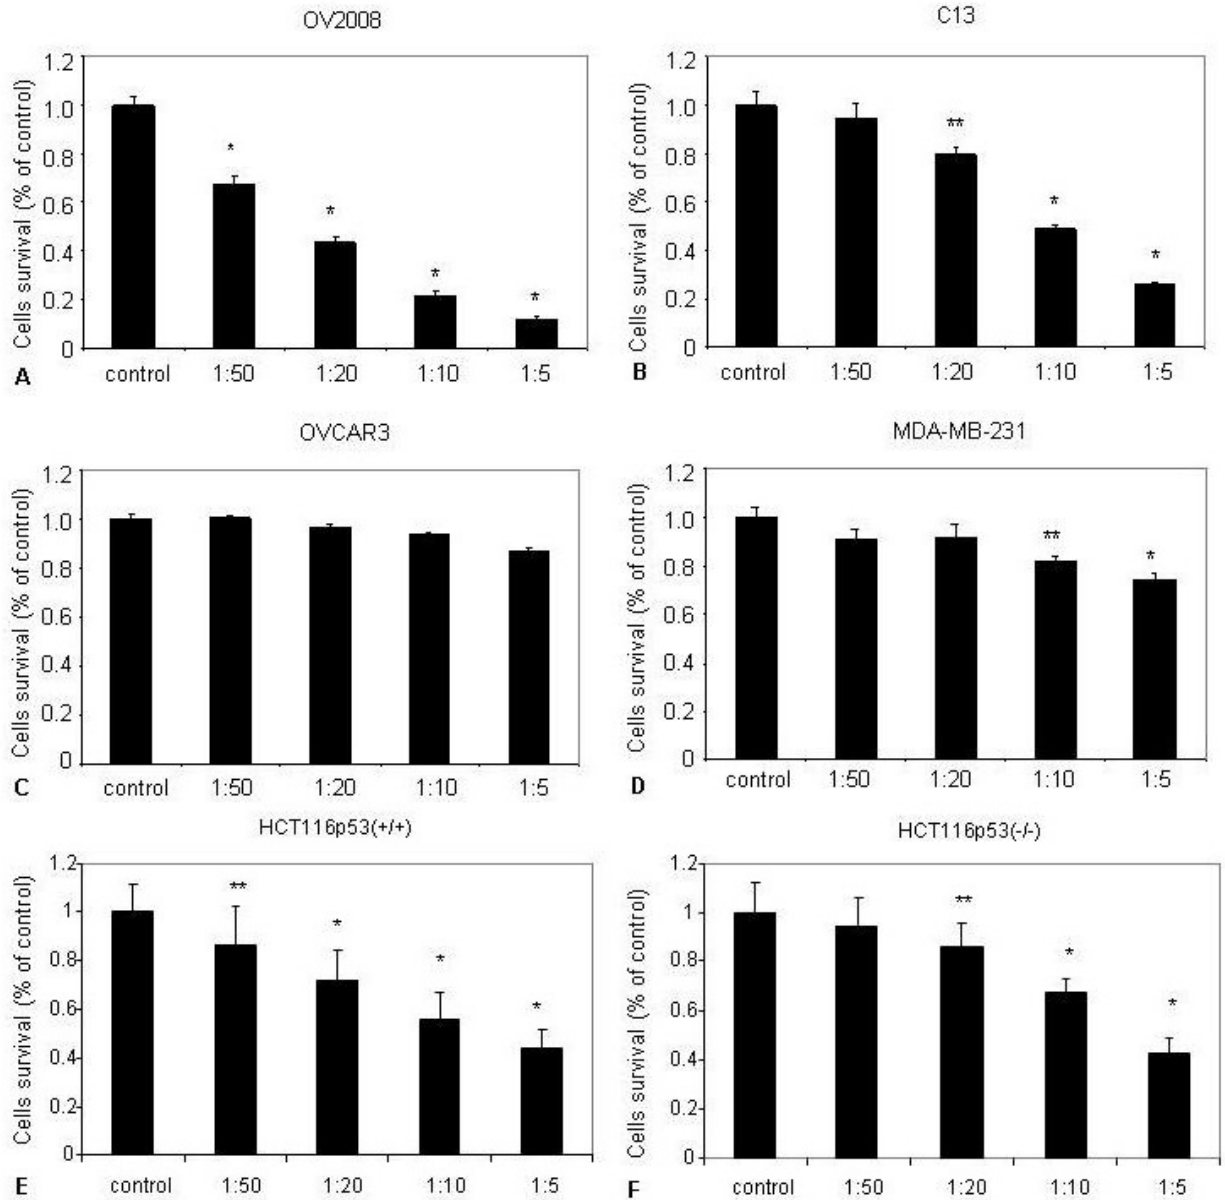 OV2008
Cells survival (% of control)
1.2
1.0
0.8
0.6
0.4
0.2
0
*
*
*
*
A
control 1:50 1:20 1:10 1:5
C13
Cells survival (% of control)
1.2
1.0
0.8
0.6
0.4
0.2
0
**
*
*
B
control 1:50 1:20 1:10 1:5
OVCAR3
Cells survival (% of control)
1.2
1.0
0.8
0.6
0.4
0.2
0
C
control 1:50 1:20 1:10 1:5
MDA-MB-231
Cells survival (% of control)
1.2
1.0
0.8
0.6
0.4
0.2
0
**
*
D
control 1:50 1:20 1:10 1:5
HCT116p53(+/+)
Cells survival (% of control)
1.2
1
0.8
0.6
0.4
0.2
0
**
*
*
*
E
control 1:50 1:20 1:10 1:5
HCT116p53(-/-)
Cells survival (% of control)
1.2
1
0.8
0.6
0.4
0.2
0
**
*
*
F
control 1:50 1:20 1:10 1:5